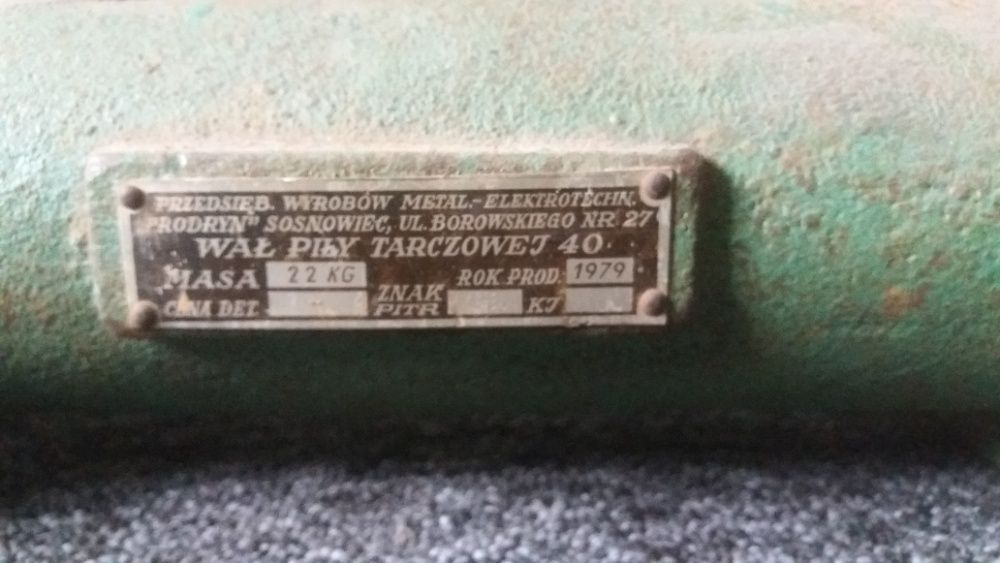 PRZEDSIĘB. WYROBÓW METAL.-ELEKTROTECHN.
"PRODRYN" SOSNOWIEC, UL. BOROWSKIEGO NR 27
WAŁ PIŁY TARCZOWEJ 40
MASA 22 KG ROK PROD. 1979
CENA DET. ZNAK PITR KJ